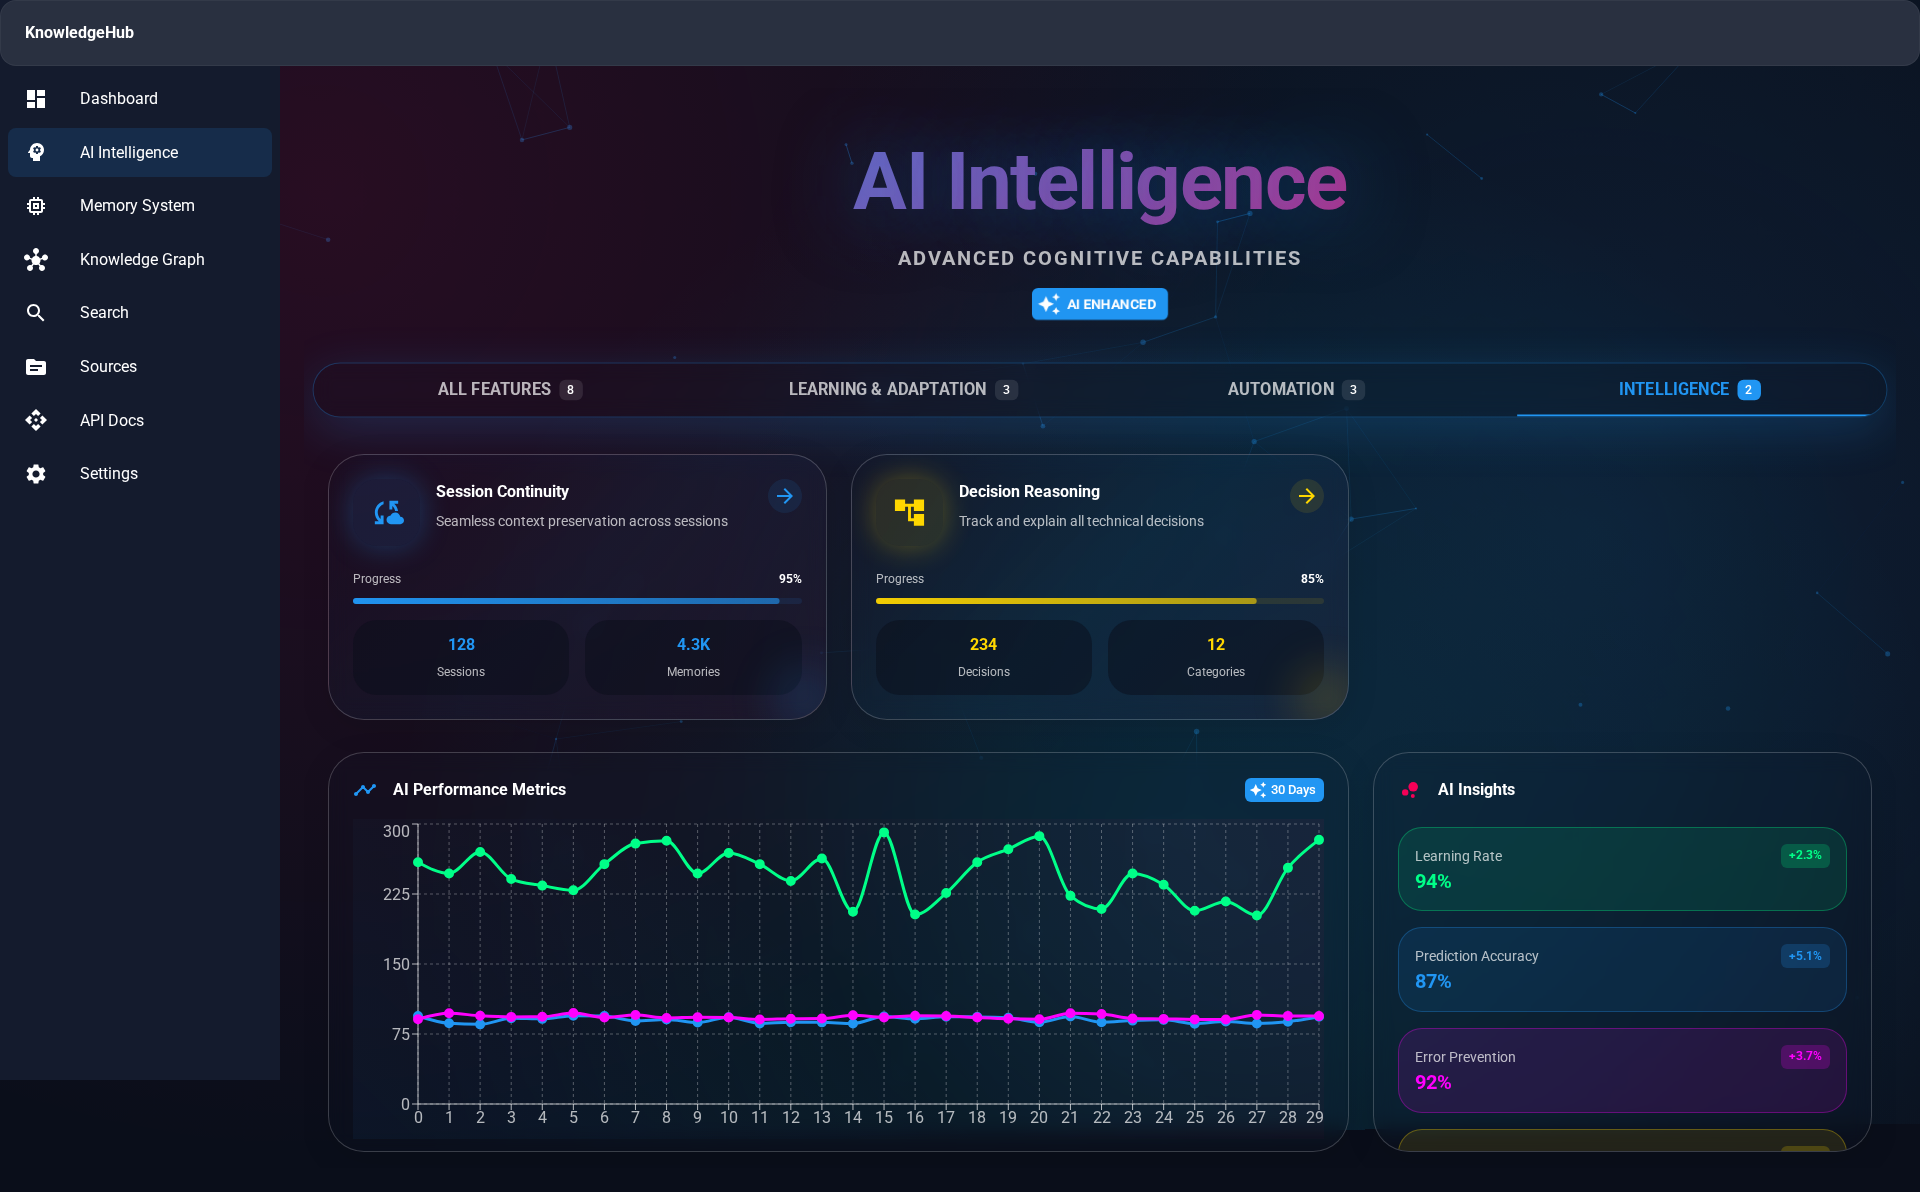 KnowledgeHub
Dashboard
AI Intelligence
Memory System
Knowledge Graph
Search
Sources
API Docs
Settings
AI Intelligence
ADVANCED COGNITIVE CAPABILITIES
AI ENHANCED
ALL FEATURES 8
LEARNING & ADAPTATION 3
AUTOMATION 3
INTELLIGENCE 2
Session Continuity
Seamless context preservation across sessions
Progress 95%
128
Sessions
4.3K
Memories
Decision Reasoning
Track and explain all technical decisions
Progress 85%
234
Decisions
12
Categories
AI Performance Metrics
30 Days
300
225
150
75
0
0 1 2 3 4 5 6 7 8 9 10 11 12 13 14 15 16 17 18 19 20 21 22 23 24 25 26 27 28 29
AI Insights
Learning Rate
+2.3%
94%
Prediction Accuracy
+5.1%
87%
Error Prevention
+3.7%
92%